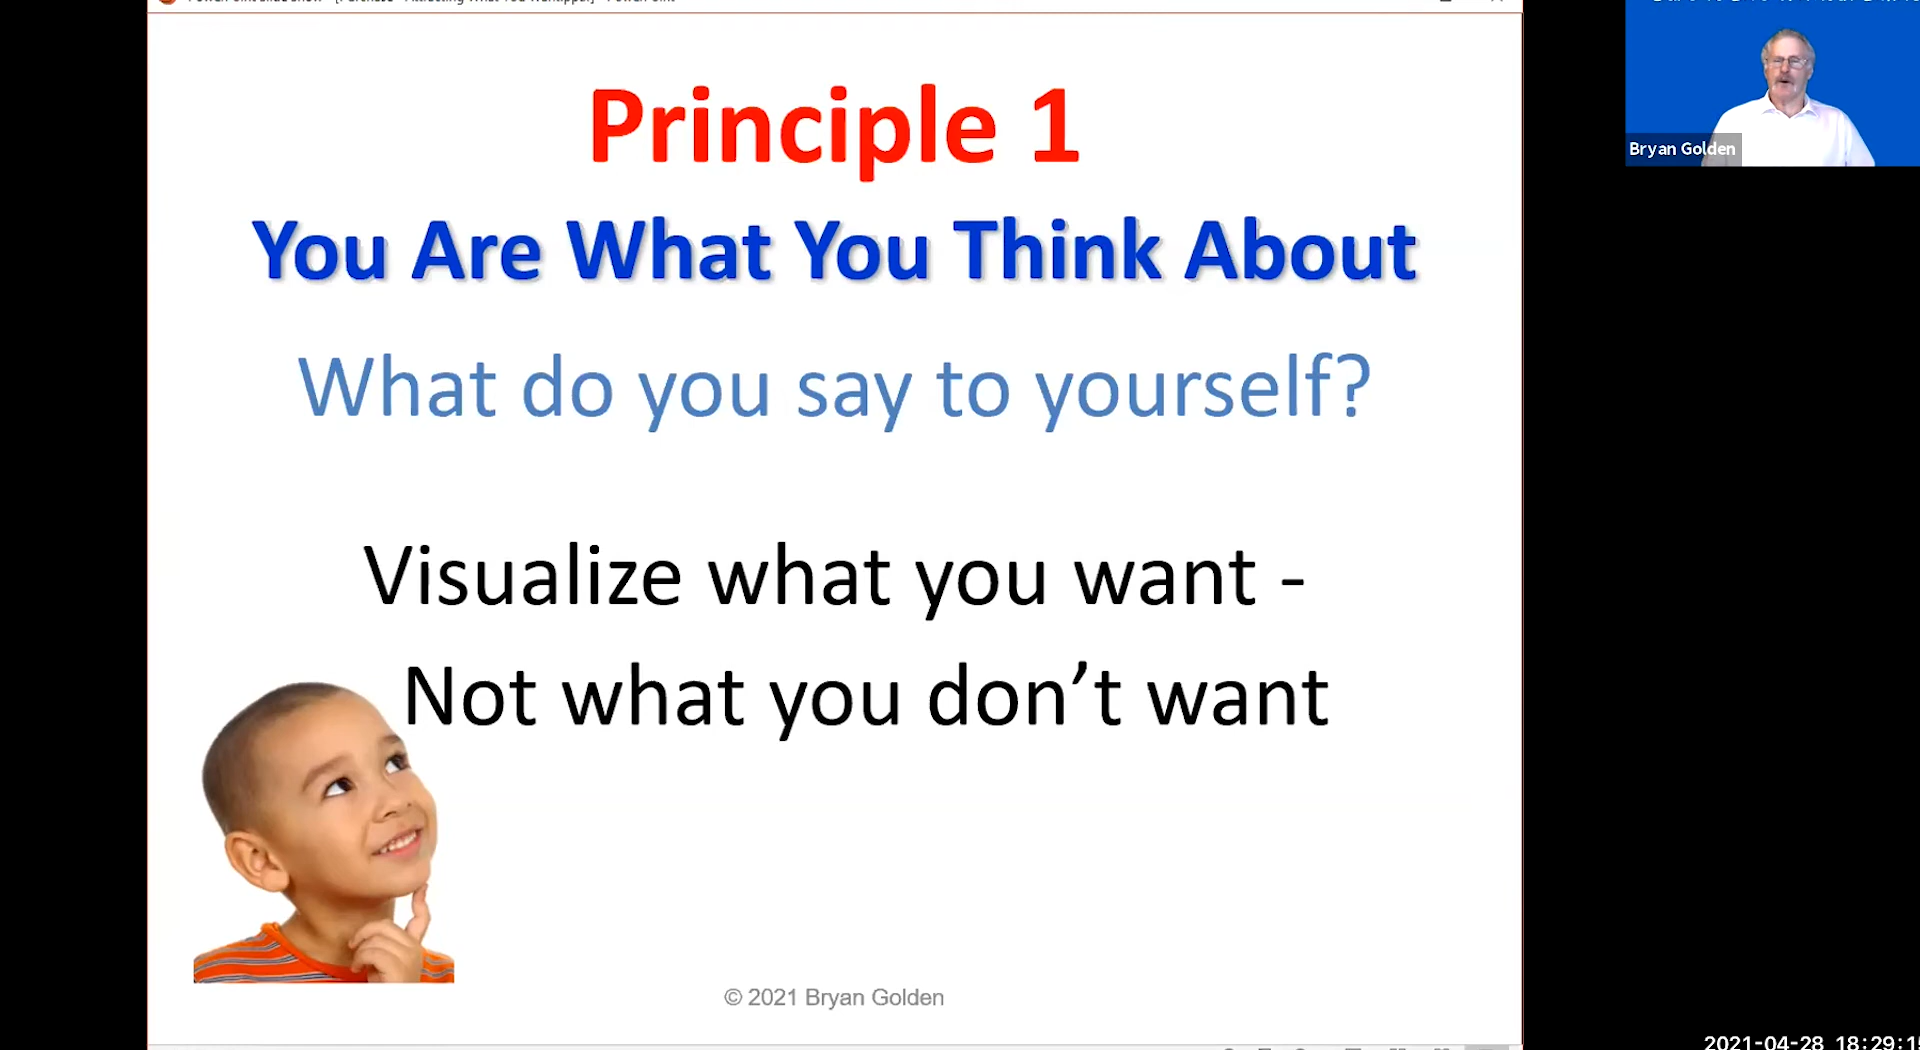 Principle 1
You Are What You Think About
What do you say to yourself?
Visualize what you want -
Not what you don’t want
© 2021 Bryan Golden
Bryan Golden
2021-04-28 18:29:1